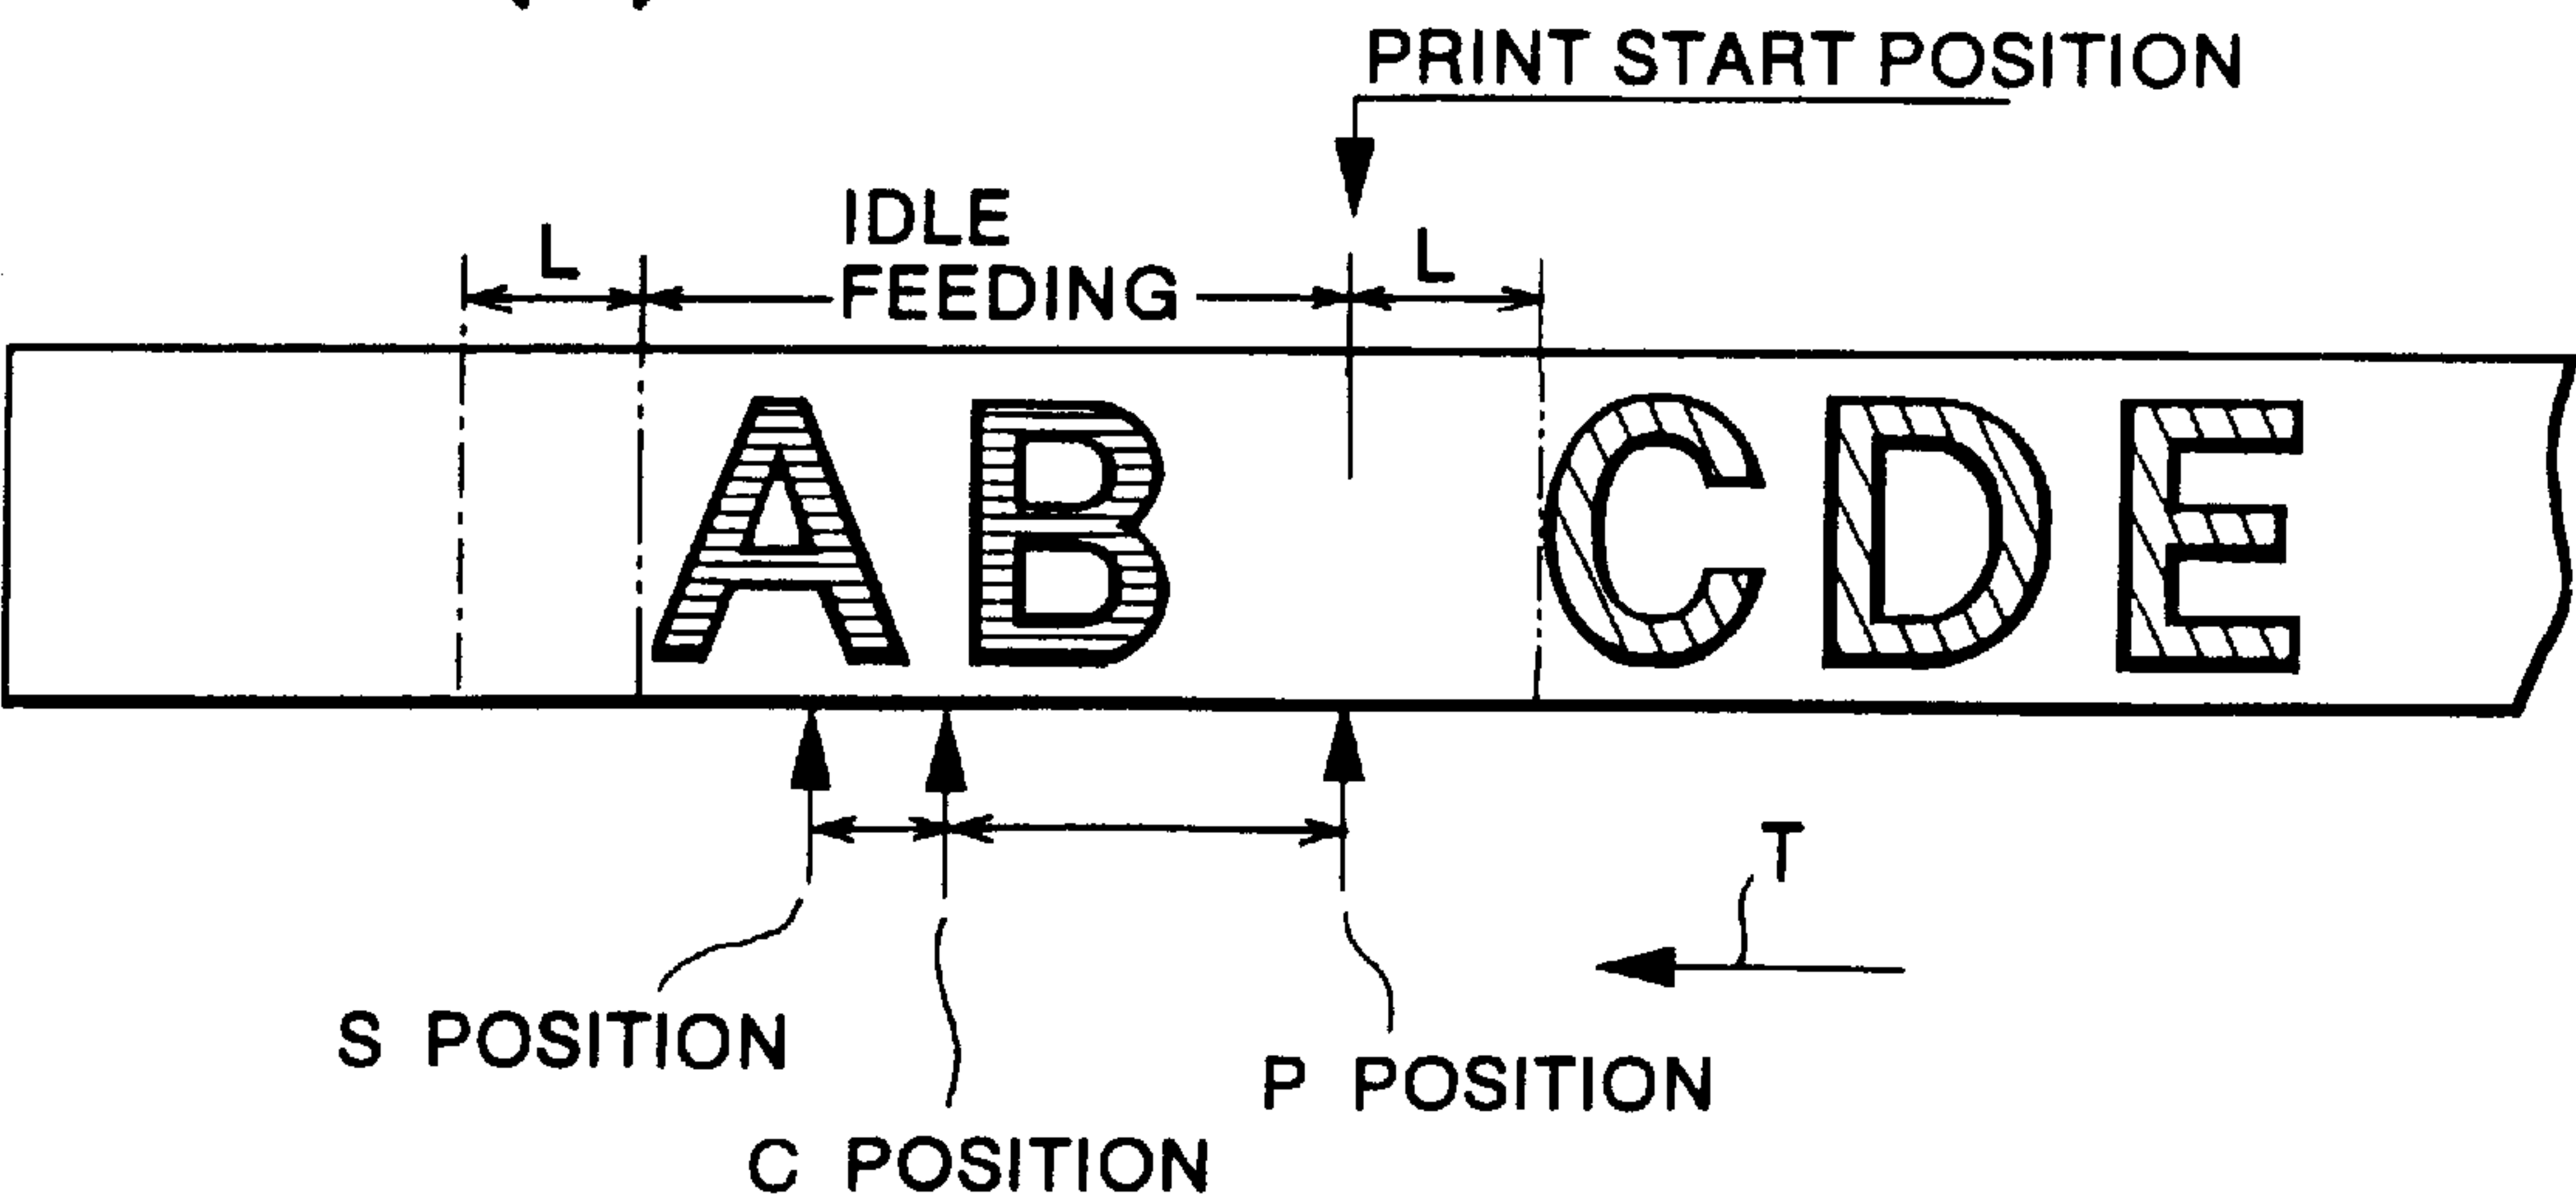 PRINT START POSITION
IDLE
FEEDING
L
L
AB CDE
T
S POSITION
P POSITION
C POSITION